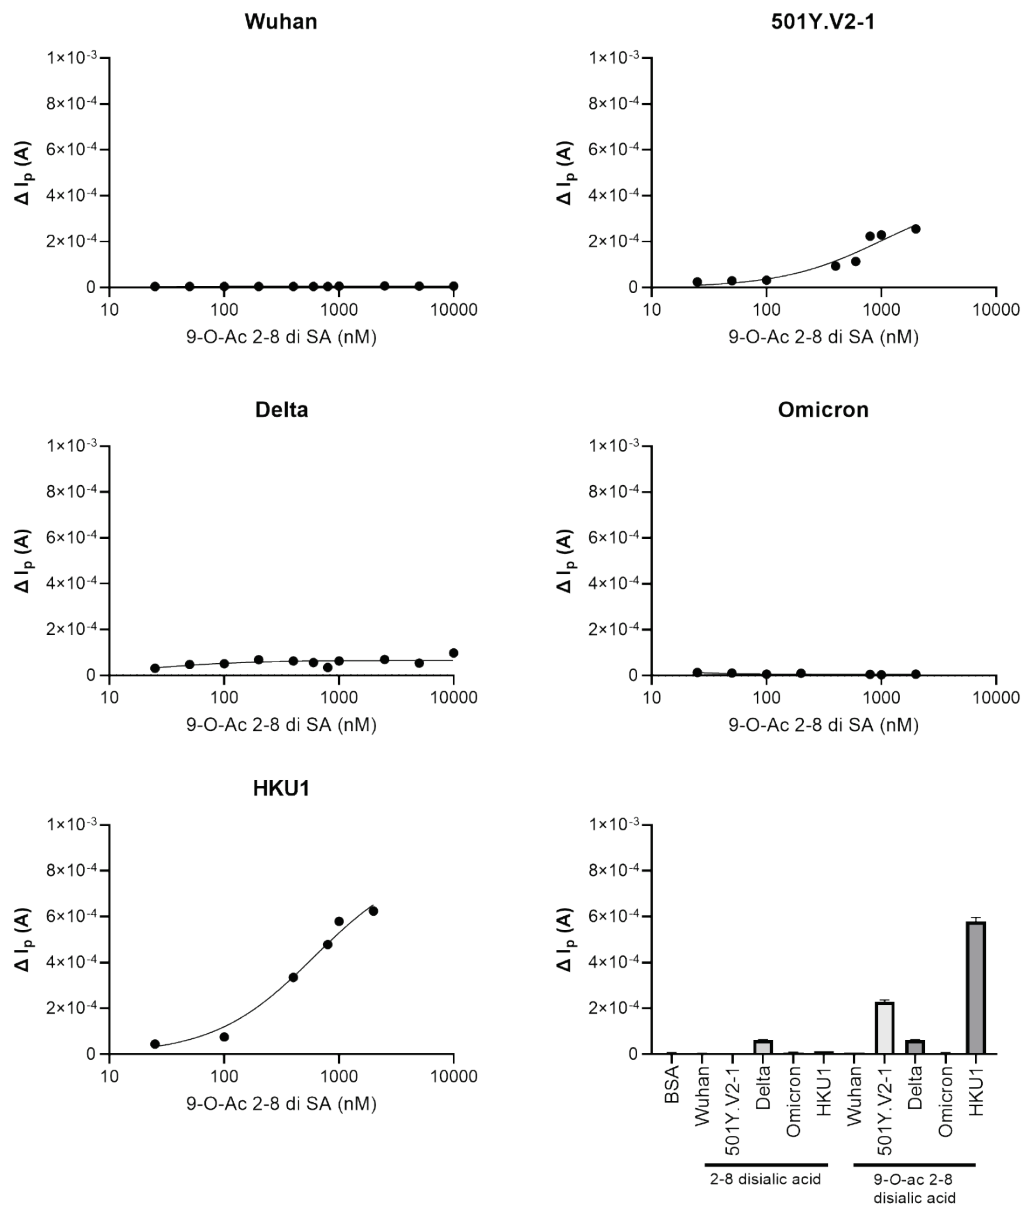 Wuhan
1×10⁻³
8×10⁻⁴
6×10⁻⁴
4×10⁻⁴
2×10⁻⁴
0
Δ Iₚ (A)
10 100 1000 10000
9-O-Ac 2-8 di SA (nM)
501Y.V2-1
1×10⁻³
8×10⁻⁴
6×10⁻⁴
4×10⁻⁴
2×10⁻⁴
0
Δ Iₚ (A)
10 100 1000 10000
9-O-Ac 2-8 di SA (nM)
Delta
1×10⁻³
8×10⁻⁴
6×10⁻⁴
4×10⁻⁴
2×10⁻⁴
0
Δ Iₚ (A)
10 100 1000 10000
9-O-Ac 2-8 di SA (nM)
Omicron
1×10⁻³
8×10⁻⁴
6×10⁻⁴
4×10⁻⁴
2×10⁻⁴
0
Δ Iₚ (A)
10 100 1000 10000
9-O-Ac 2-8 di SA (nM)
HKU1
1×10⁻³
8×10⁻⁴
6×10⁻⁴
4×10⁻⁴
2×10⁻⁴
0
Δ Iₚ (A)
10 100 1000 10000
9-O-Ac 2-8 di SA (nM)
1×10⁻³
8×10⁻⁴
6×10⁻⁴
4×10⁻⁴
2×10⁻⁴
0
Δ Iₚ (A)
BSA
Wuhan
501Y.V2-1
Delta
Omicron
HKU1
Wuhan
501Y.V2-1
Delta
Omicron
HKU1
2-8 disialic acid
9-O-ac 2-8
disialic acid